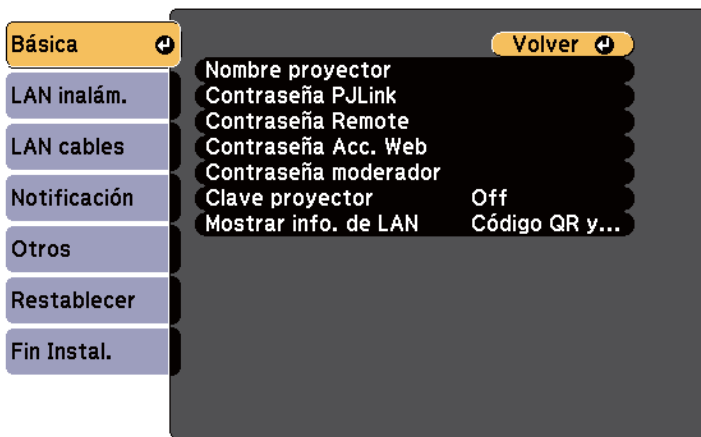 Básica
LAN inalám.
LAN cables
Notificación
Otros
Restablecer
Fin Instal.
Volver
Nombre proyector
Contraseña PJLink
Contraseña Remote
Contraseña Acc. Web
Contraseña moderador
Clave proyector Off
Mostrar info. de LAN Código QR y...